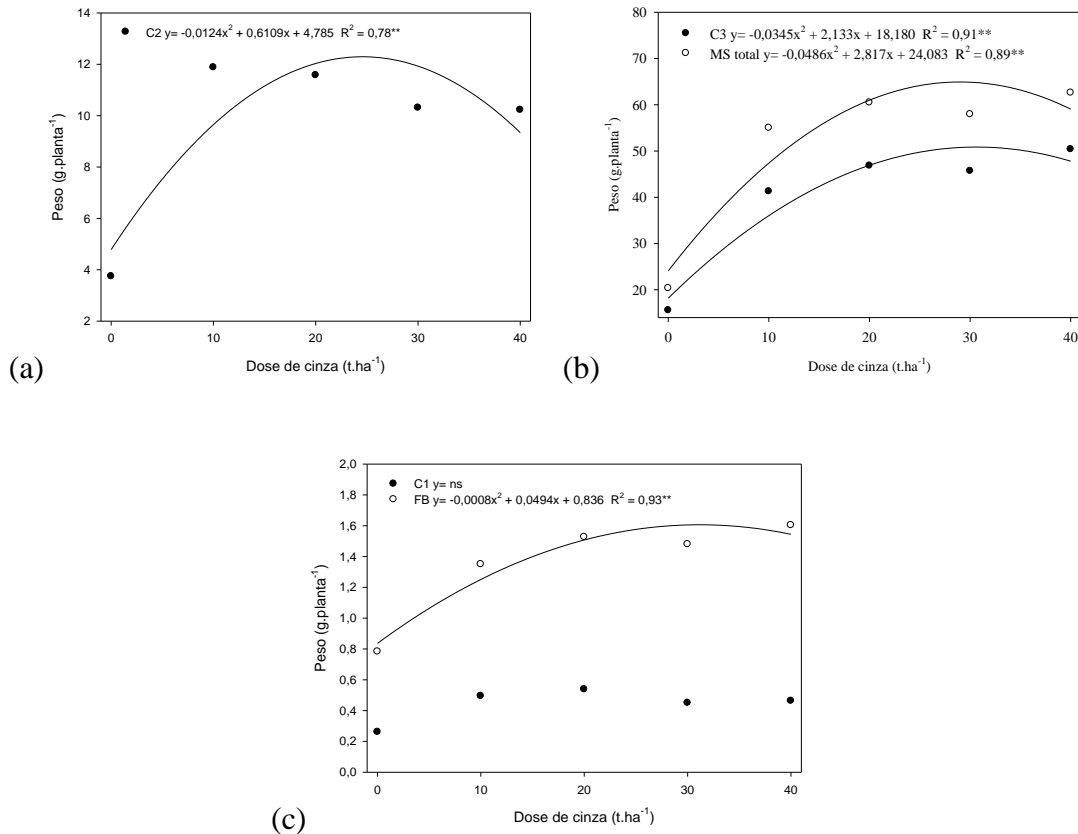 C2 y= -0,0124x² + 0,6109x + 4,785 R² = 0,78**
Peso (g.planta⁻¹)
14
12
10
8
6
4
2
0 10 20 30 40
Dose de cinza (t.ha⁻¹)
(a)
C3 y= -0,0345x² + 2,133x + 18,180 R² = 0,91**
MS total y= -0,0486x² + 2,817x + 24,083 R² = 0,89**
Peso (g.planta⁻¹)
80
70
60
50
40
30
20
0 10 20 30 40
Dose de cinza (t.ha⁻¹)
(b)
C1 y= ns
FB y= -0,0008x² + 0,0494x + 0,836 R² = 0,93**
Peso (g.planta⁻¹)
2,0
1,8
1,6
1,4
1,2
1,0
0,8
0,6
0,4
0,2
0,0
0 10 20 30 40
Dose de cinza (t.ha⁻¹)
(c)